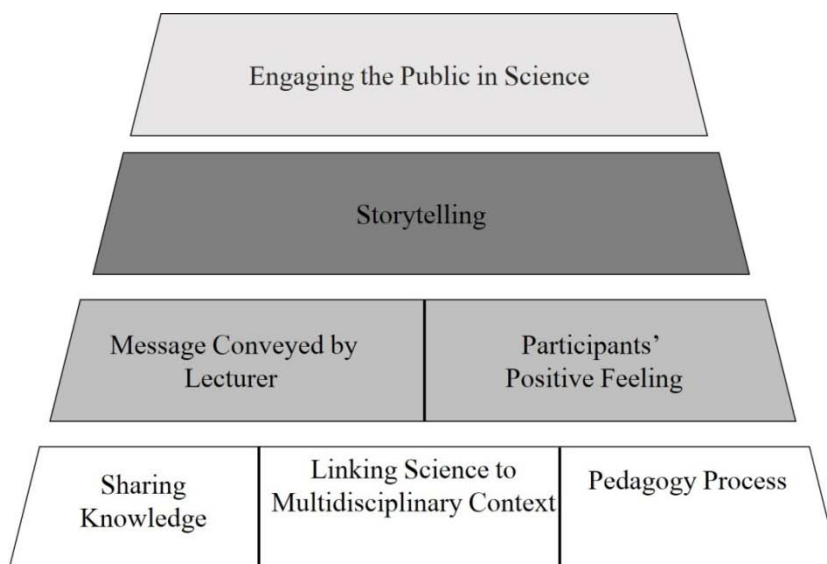 Engaging the Public in Science
Storytelling
Message Conveyed by
Lecturer
Participants’
Positive Feeling
Sharing
Knowledge
Linking Science to
Multidisciplinary Context
Pedagogy Process